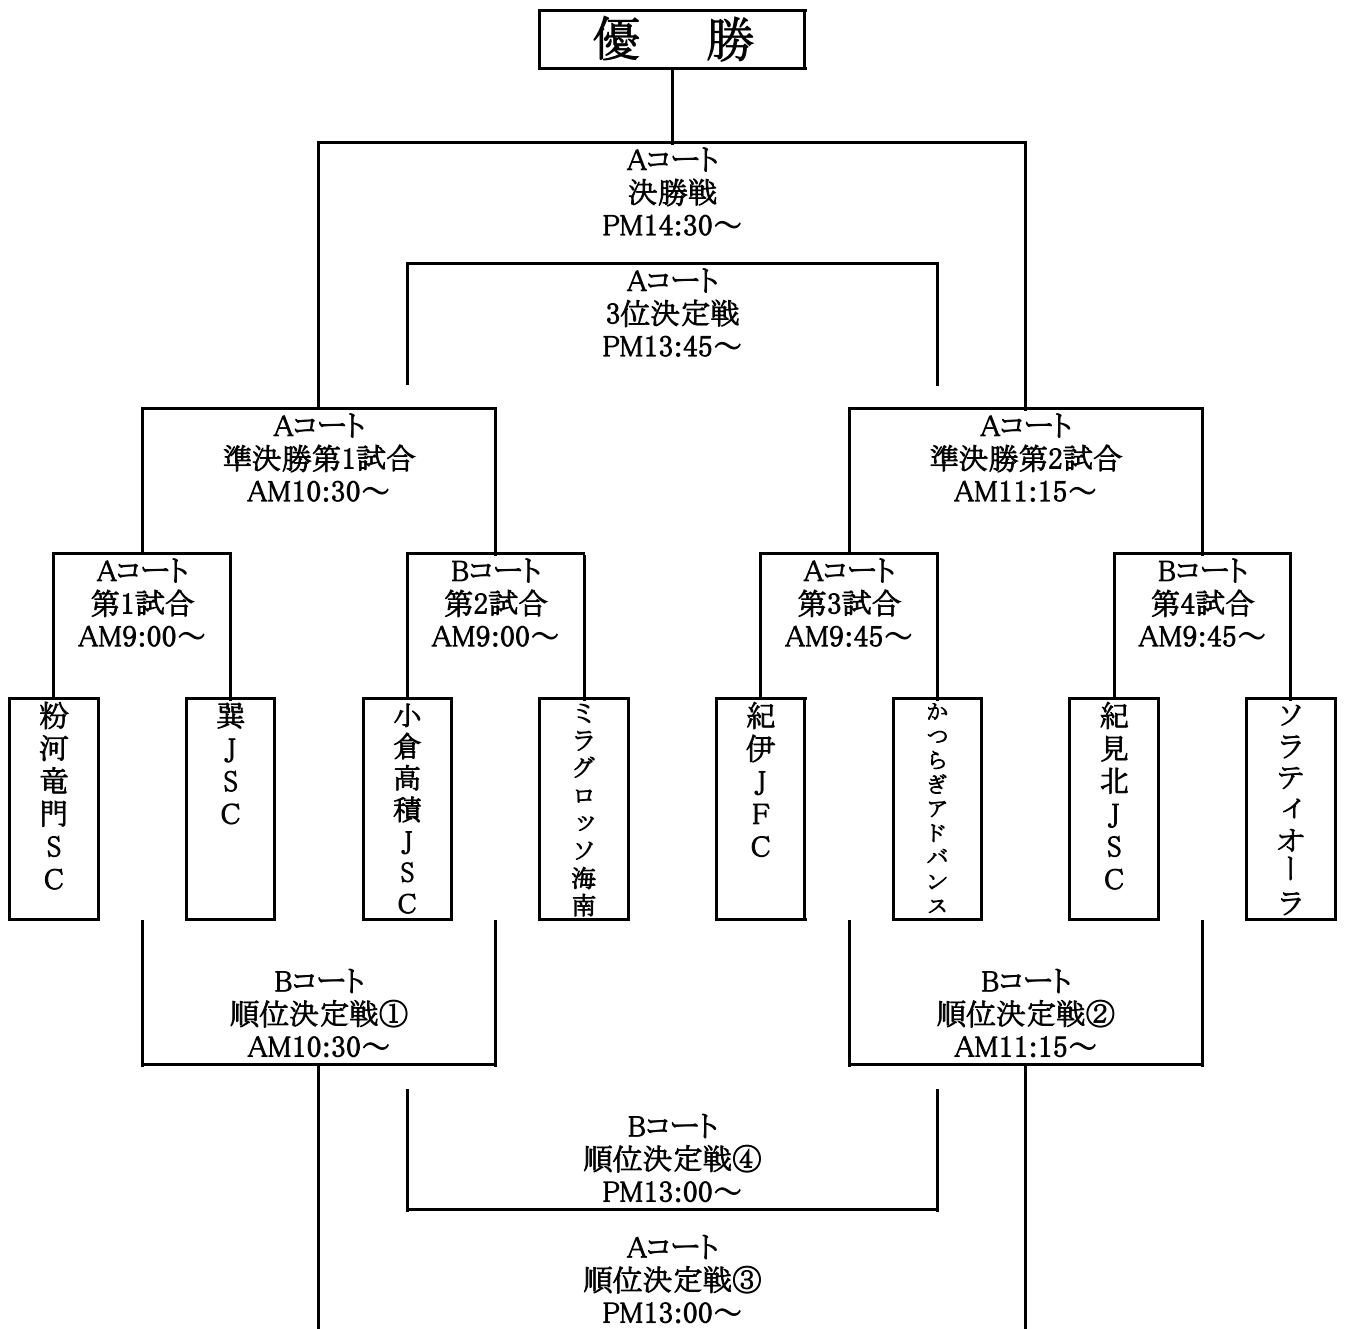 優　勝
Aコート
決勝戦
PM14:30～
Aコート
3位決定戦
PM13:45～
Aコート
準決勝第1試合
AM10:30～
Aコート
準決勝第2試合
AM11:15～
Aコート
第1試合
AM9:00～
Bコート
第2試合
AM9:00～
Aコート
第3試合
AM9:45～
Bコート
第4試合
AM9:45～
粉河竜門SC
巽JSC
小倉高積JSC
ミラグロッソ海南
紀伊JFC
かつらぎアドバンス
紀見北JSC
ソラティオーラ
Bコート
順位決定戦①
AM10:30～
Bコート
順位決定戦②
AM11:15～
Bコート
順位決定戦④
PM13:00～
Aコート
順位決定戦③
PM13:00～